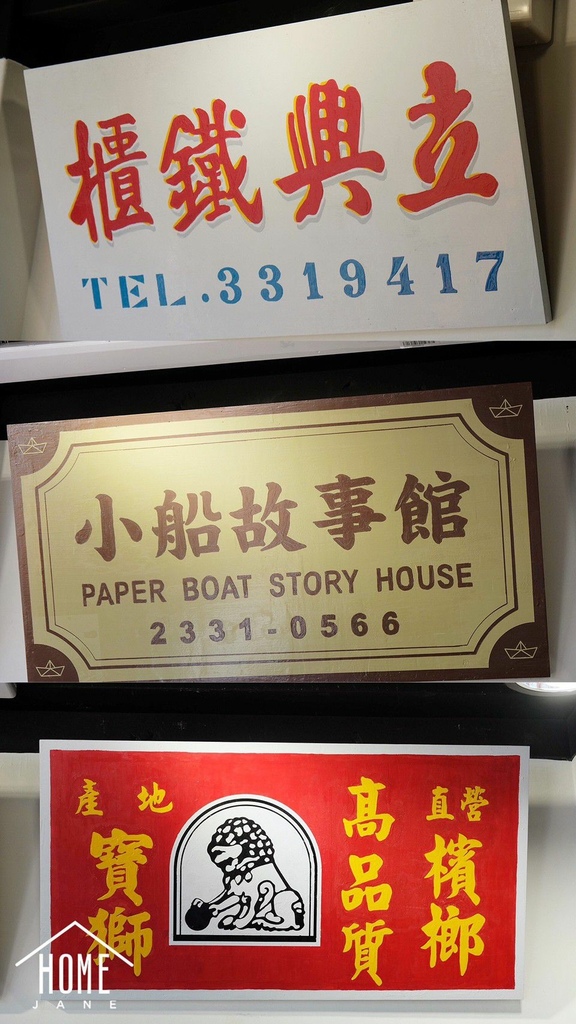 立興鐵櫃
TEL.3319417
小船故事館
PAPER BOAT STORY HOUSE
2331-0566
產地
寶獅
高品質
直營
檳榔
HOME
JANE